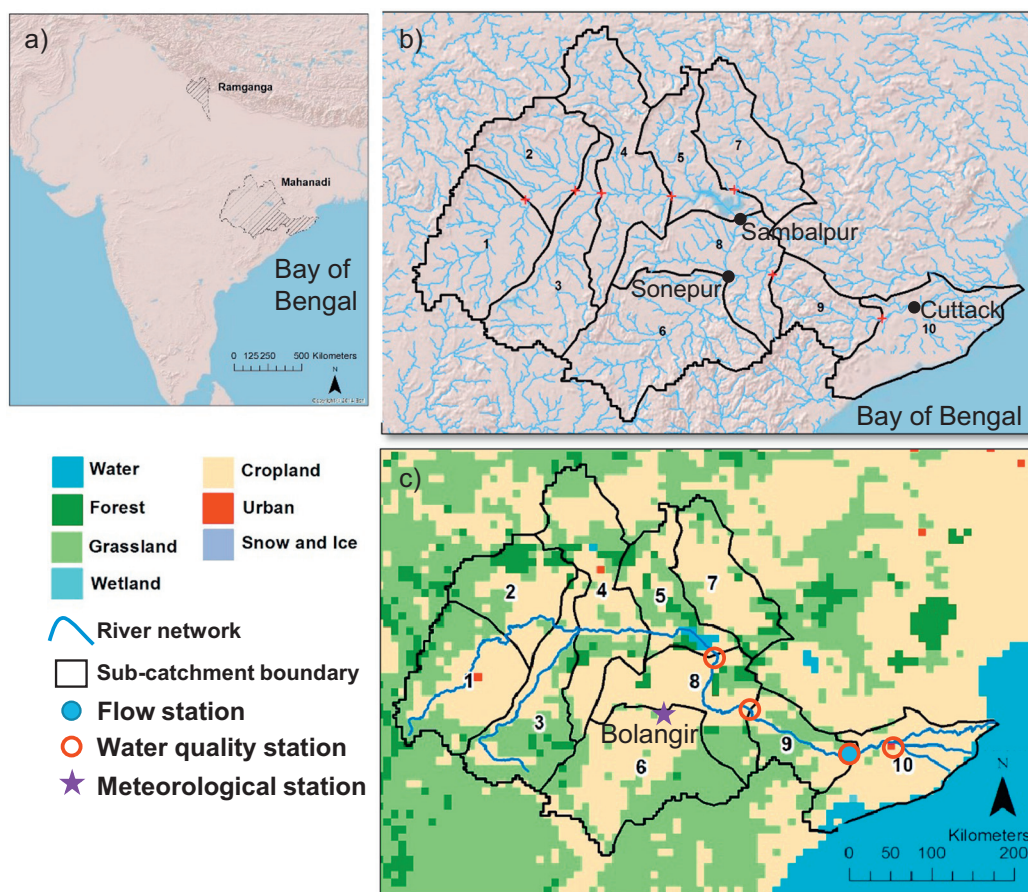 a)
Ramganga
Mahanadi
Bay of
Bengal
0 125250 500 Kilometers
N
b)
2
4
5
7
1
3
8
6
9
10
Sambalpur
Sonepur
Cuttack
Bay of Bengal
Water
Forest
Grassland
Wetland
Cropland
Urban
Snow and Ice
River network
Sub-catchment boundary
Flow station
Water quality station
Meteorological station
c)
2
4
5
7
1
3
8
Bolangir
6
9
10
N
Kilometers
0 50 100 200